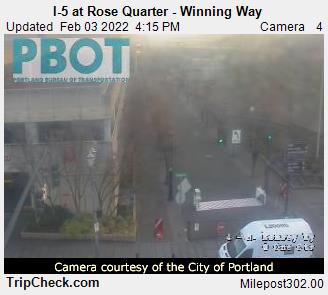 I-5 at Rose Quarter - Winning Way
Updated Feb 03 2022 4:15 PM Camera 4
PBOT
PORTLAND BUREAU OF TRANSPORTATION
Camera courtesy of the City of Portland
TripCheck.com Milepost302.00